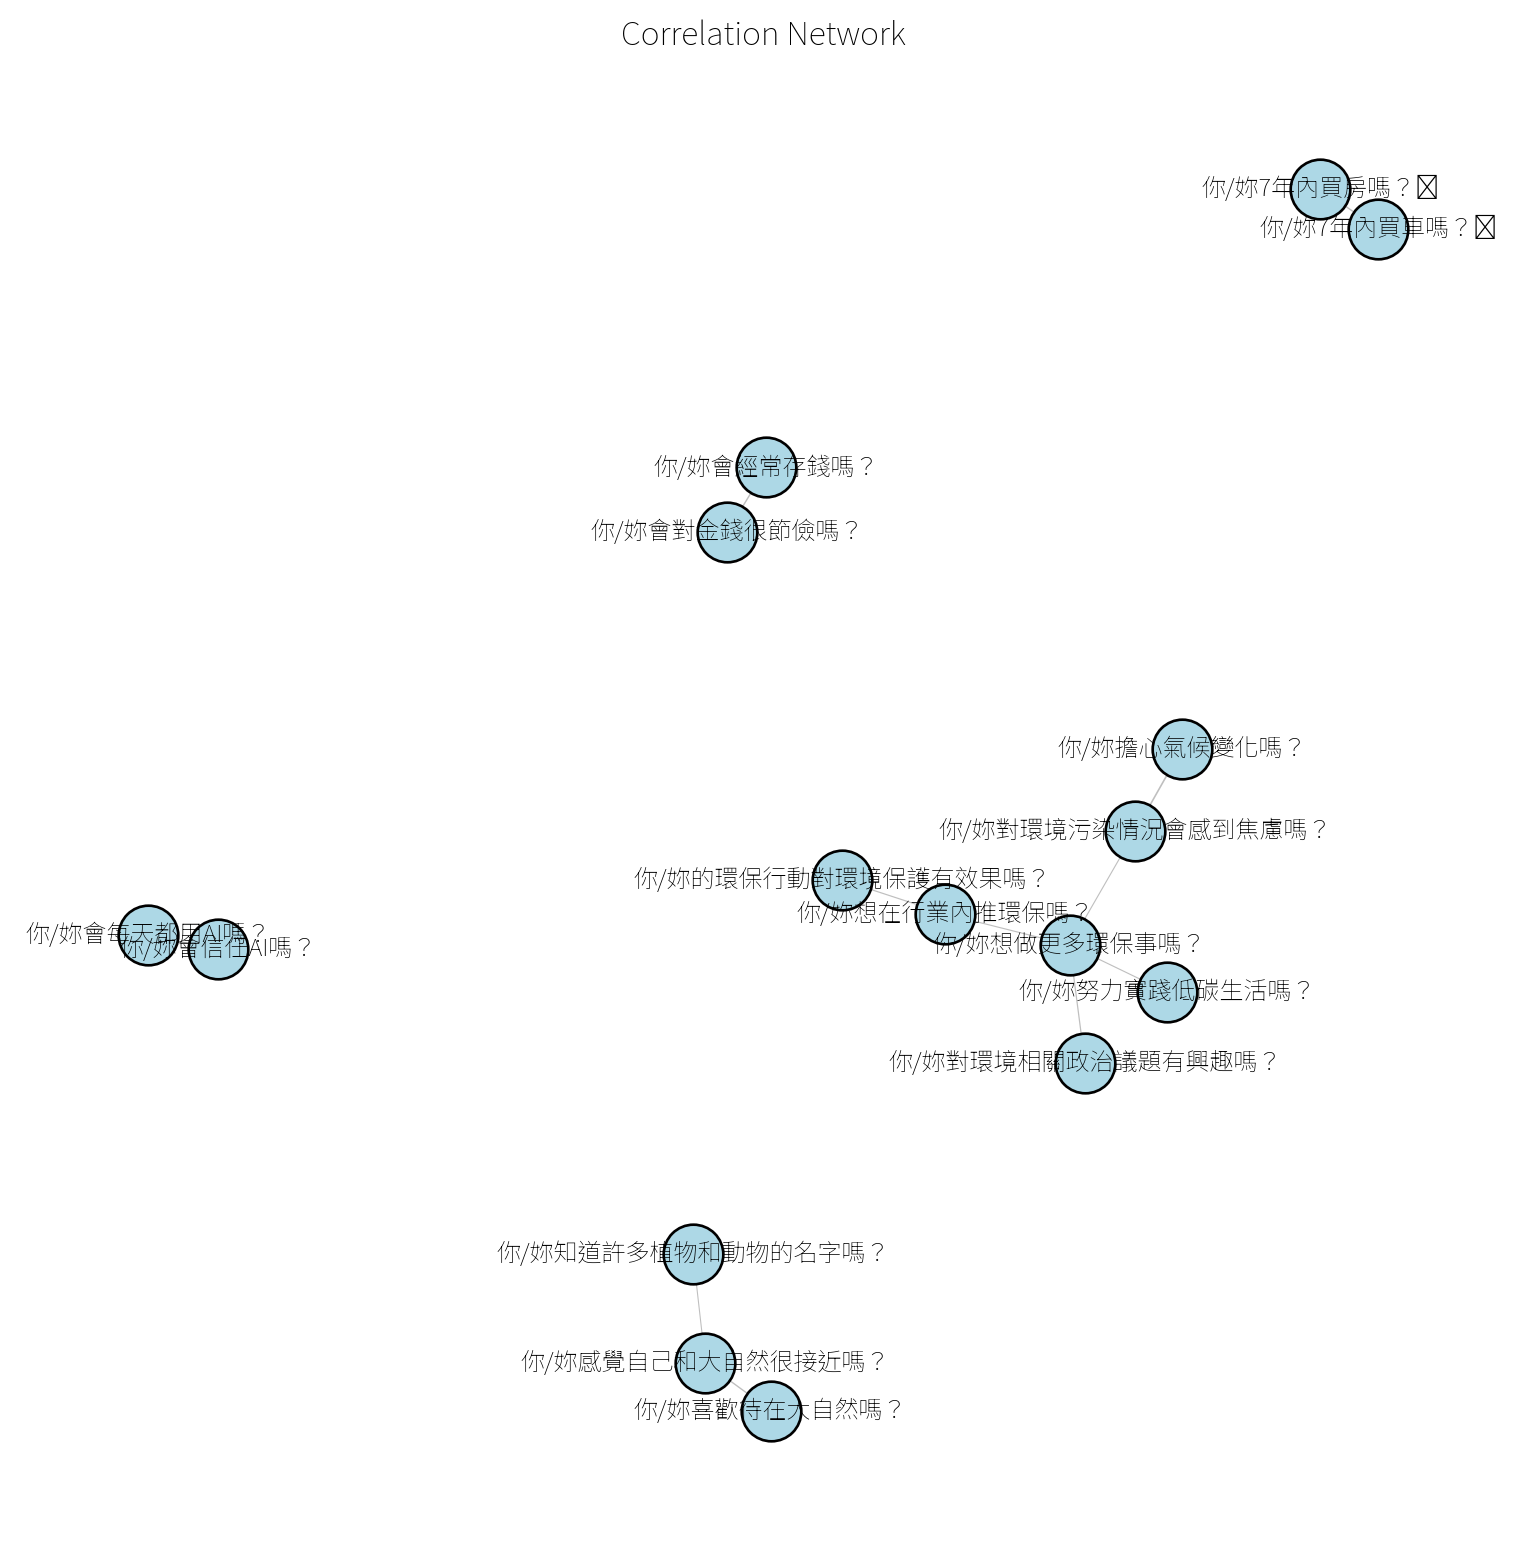 Correlation Network
你/妳7年內買房嗎？
你/妳7年內買車嗎？
你/妳會經常存錢嗎？
你/妳會對金錢很節儉嗎？
你/妳擔心氣候變化嗎？
你/妳對環境污染情況會感到焦慮嗎？
你/妳的環保行動對環境保護有效果嗎？
你/妳想在行業內推環保嗎？
你/妳會每天都用AI嗎？
你/妳會信任AI嗎？
你/妳想做更多環保事嗎？
你/妳努力實踐低碳生活嗎？
你/妳對環境相關政治議題有興趣嗎？
你/妳知道許多植物和動物的名字嗎？
你/妳感覺自己和大自然很接近嗎？
你/妳喜歡待在大自然嗎？